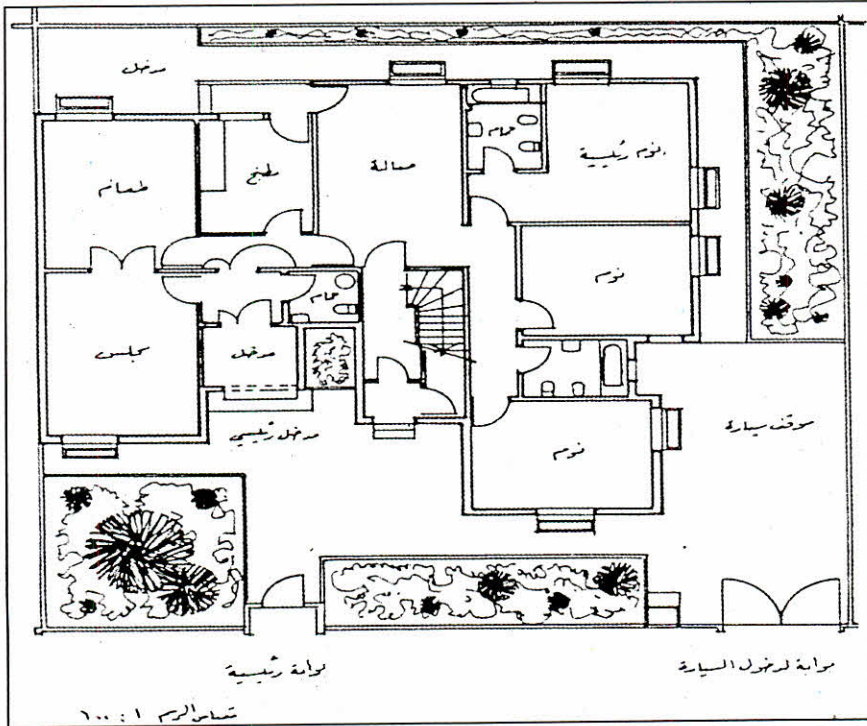 مدخل
حمام
نوم رئيسية
صالة
مطبخ
طعام
نوم
حمام
مجلس
مدخل
موقف سيارة
مدخل رئيسي
نوم
بوابة لدخول السيارة
بوابة رئيسية
مقياس الرسم ١ : ١٠٠